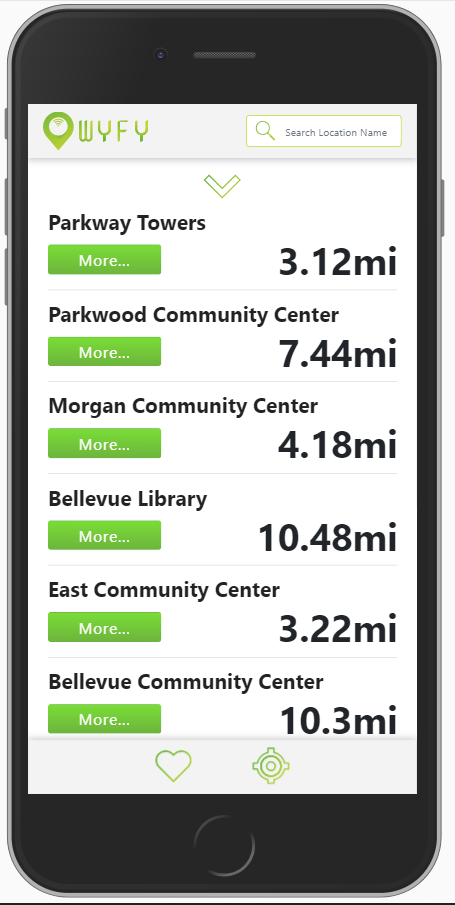 WYFY
Search Location Name
Parkway Towers
More...
3.12mi
Parkwood Community Center
More...
7.44mi
Morgan Community Center
More...
4.18mi
Bellevue Library
More...
10.48mi
East Community Center
More...
3.22mi
Bellevue Community Center
More...
10.3mi